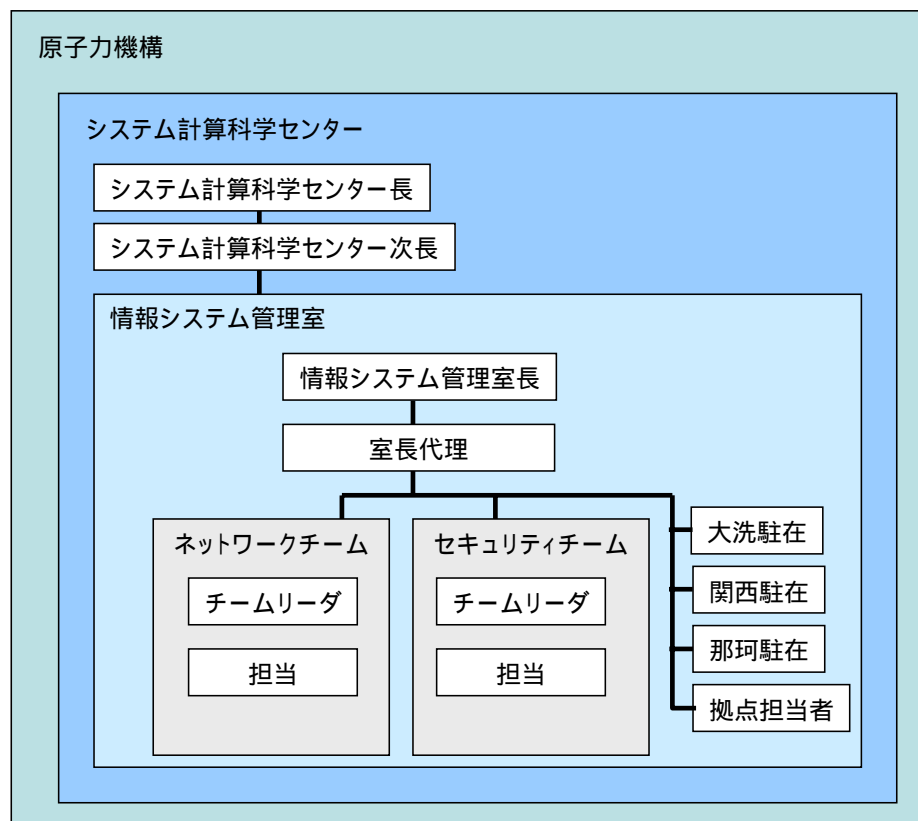 原子力機構
システム計算科学センター
システム計算科学センター長
システム計算科学センター次長
情報システム管理室
情報システム管理室長
室長代理
ネットワークチーム
チームリーダ
担当
セキュリティチーム
チームリーダ
担当
大洗駐在
関西駐在
那珂駐在
拠点担当者